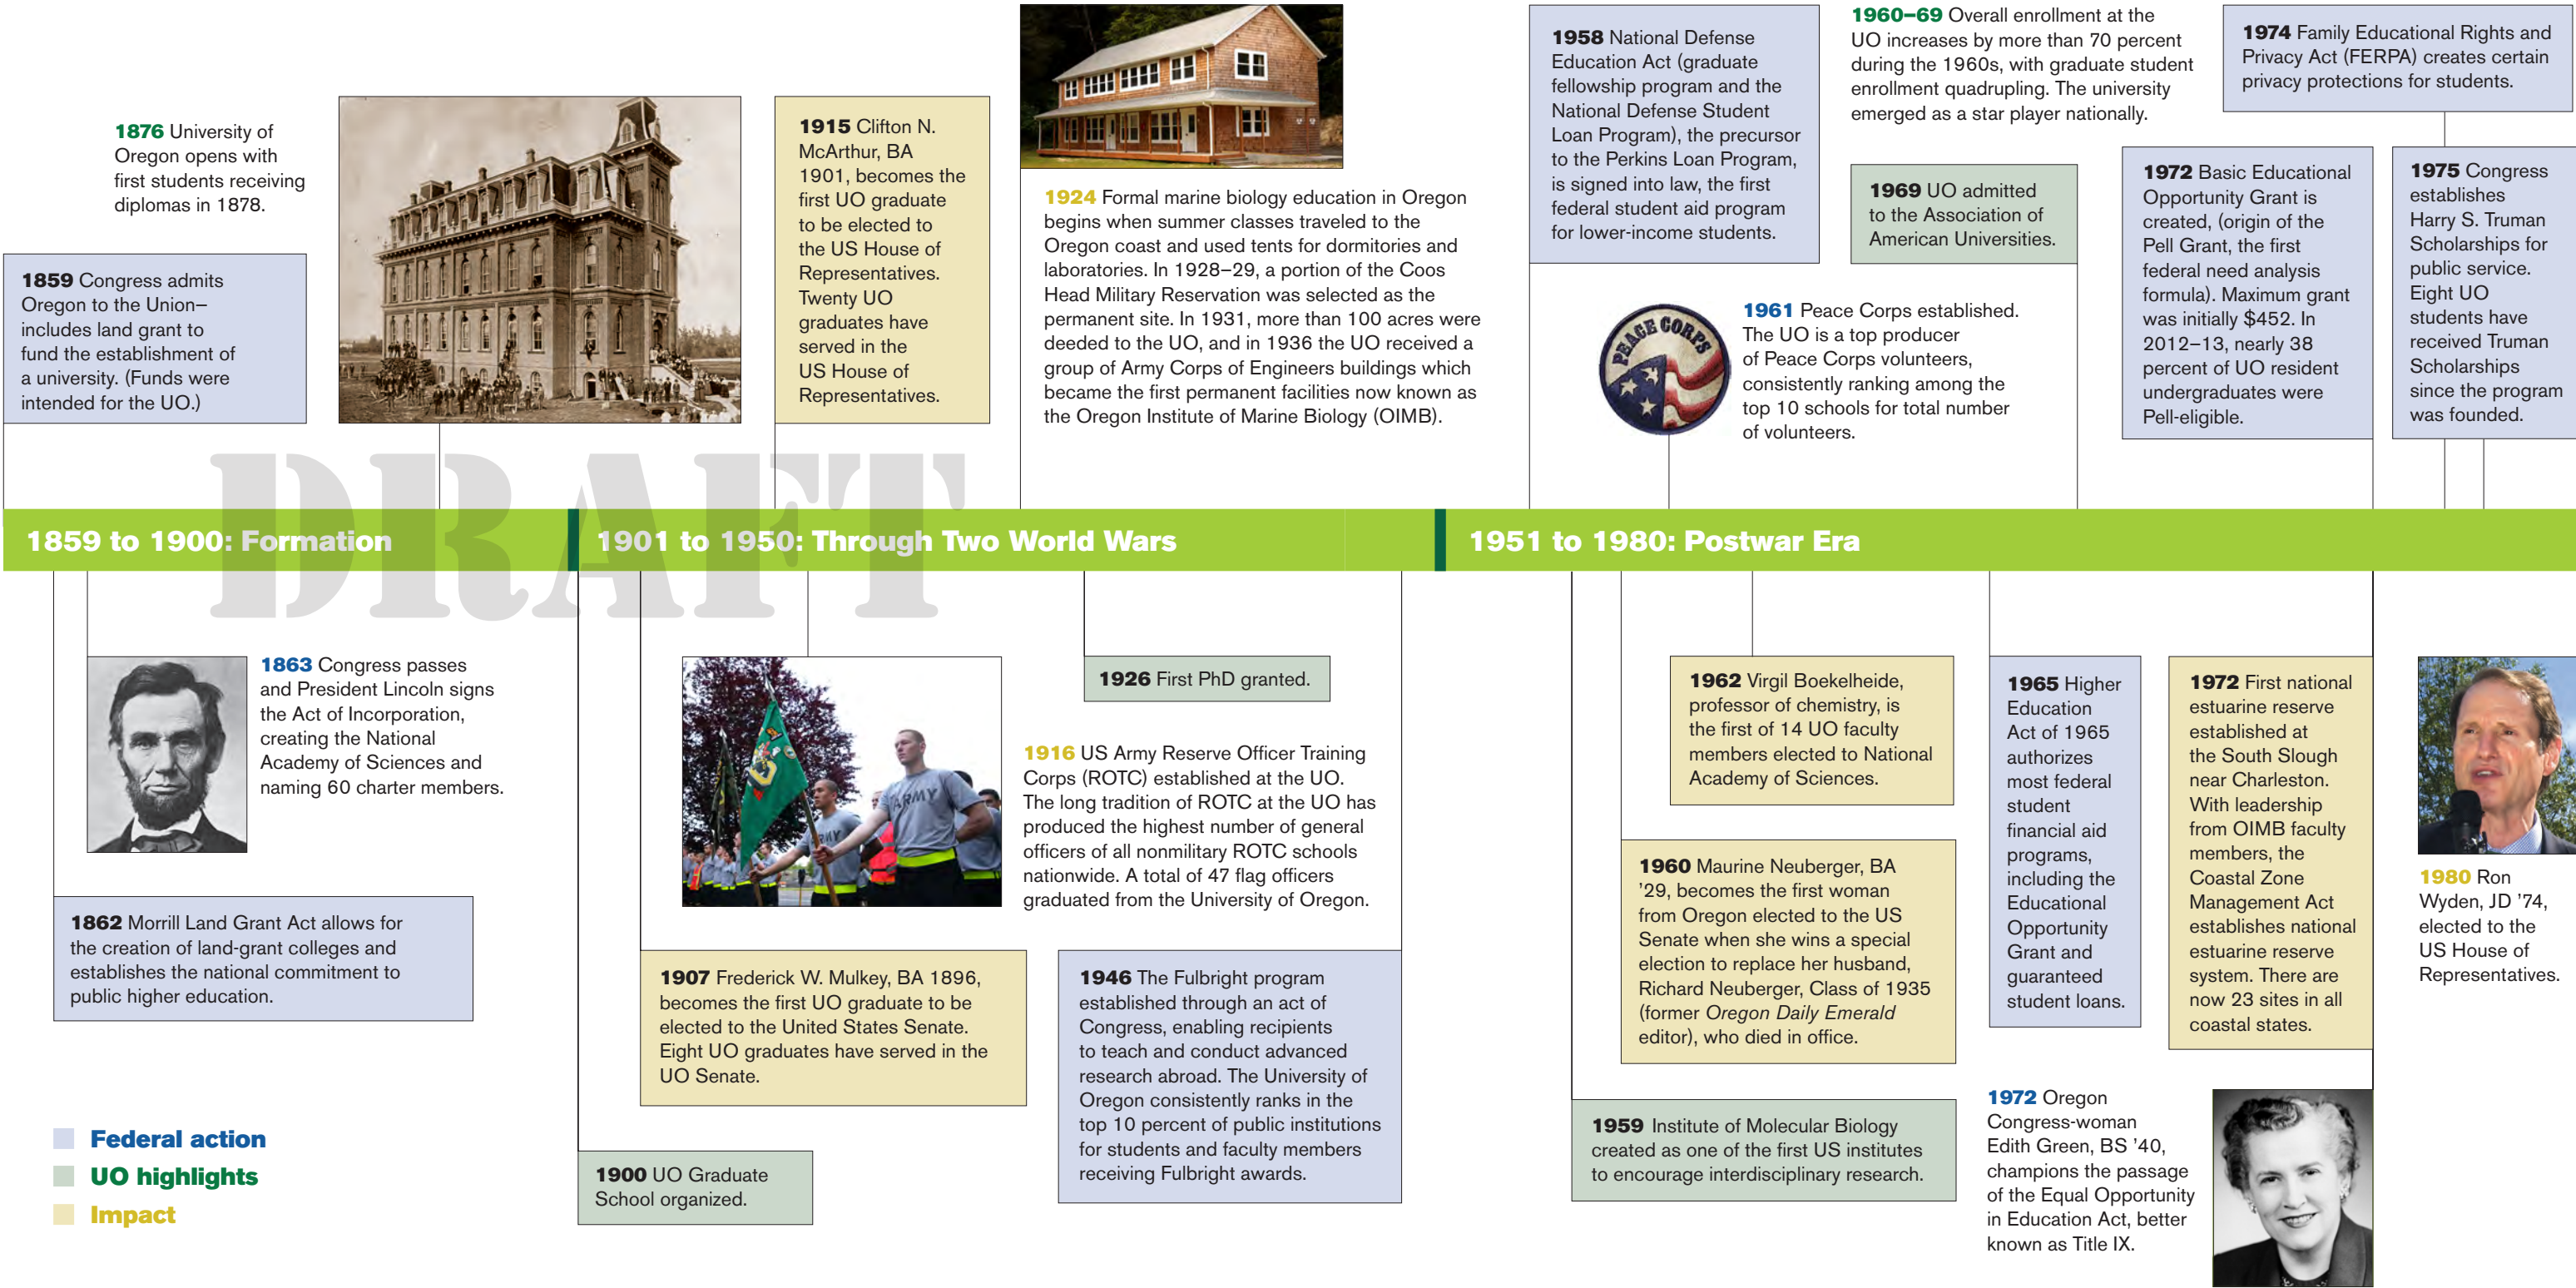 1876 University of
Oregon opens with
first students receiving
diplomas in 1878.
1859 Congress admits
Oregon to the Union–
includes land grant to
fund the establishment of
a university. (Funds were
intended for the UO.)
1915 Clifton N.
McArthur, BA
1901, becomes the
first UO graduate
to be elected to
the US House of
Representatives.
Twenty UO
graduates have
served in the
US House of
Representatives.
1924 Formal marine biology education in Oregon
begins when summer classes traveled to the
Oregon coast and used tents for dormitories and
laboratories. In 1928–29, a portion of the Coos
Head Military Reservation was selected as the
permanent site. In 1931, more than 100 acres were
deeded to the UO, and in 1936 the UO received a
group of Army Corps of Engineers buildings which
became the first permanent facilities now known as
the Oregon Institute of Marine Biology (OIMB).
1958 National Defense
Education Act (graduate
fellowship program and the
National Defense Student
Loan Program), the precursor
to the Perkins Loan Program,
is signed into law, the first
federal student aid program
for lower-income students.
1960–69 Overall enrollment at the
UO increases by more than 70 percent
during the 1960s, with graduate student
enrollment quadrupling. The university
emerged as a star player nationally.
1969 UO admitted
to the Association of
American Universities.
PEACE CORPS
1961 Peace Corps established.
The UO is a top producer
of Peace Corps volunteers,
consistently ranking among the
top 10 schools for total number
of volunteers.
1974 Family Educational Rights and
Privacy Act (FERPA) creates certain
privacy protections for students.
1972 Basic Educational
Opportunity Grant is
created, (origin of the
Pell Grant, the first
federal need analysis
formula). Maximum grant
was initially $452. In
2012–13, nearly 38
percent of UO resident
undergraduates were
Pell-eligible.
1975 Congress
establishes
Harry S. Truman
Scholarships for
public service.
Eight UO
students have
received Truman
Scholarships
since the program
was founded.
DRAFT
1859 to 1900: Formation
1901 to 1950: Through Two World Wars
1951 to 1980: Postwar Era
1863 Congress passes
and President Lincoln signs
the Act of Incorporation,
creating the National
Academy of Sciences and
naming 60 charter members.
1862 Morrill Land Grant Act allows for
the creation of land-grant colleges and
establishes the national commitment to
public higher education.
Federal action
UO highlights
Impact
ARMY
1926 First PhD granted.
1916 US Army Reserve Officer Training
Corps (ROTC) established at the UO.
The long tradition of ROTC at the UO has
produced the highest number of general
officers of all nonmilitary ROTC schools
nationwide. A total of 47 flag officers
graduated from the University of Oregon.
1907 Frederick W. Mulkey, BA 1896,
becomes the first UO graduate to be
elected to the United States Senate.
Eight UO graduates have served in the
UO Senate.
1900 UO Graduate
School organized.
1946 The Fulbright program
established through an act of
Congress, enabling recipients
to teach and conduct advanced
research abroad. The University of
Oregon consistently ranks in the
top 10 percent of public institutions
for students and faculty members
receiving Fulbright awards.
1962 Virgil Boekelheide,
professor of chemistry, is
the first of 14 UO faculty
members elected to National
Academy of Sciences.
1960 Maurine Neuberger, BA
’29, becomes the first woman
from Oregon elected to the US
Senate when she wins a special
election to replace her husband,
Richard Neuberger, Class of 1935
(former Oregon Daily Emerald
editor), who died in office.
1959 Institute of Molecular Biology
created as one of the first US institutes
to encourage interdisciplinary research.
1965 Higher
Education
Act of 1965
authorizes
most federal
student
financial aid
programs,
including the
Educational
Opportunity
Grant and
guaranteed
student loans.
1972 First national
estuarine reserve
established at
the South Slough
near Charleston.
With leadership
from OIMB faculty
members, the
Coastal Zone
Management Act
establishes national
estuarine reserve
system. There are
now 23 sites in all
coastal states.
1972 Oregon
Congress-woman
Edith Green, BS ’40,
champions the passage
of the Equal Opportunity
in Education Act, better
known as Title IX.
1980 Ron
Wyden, JD ’74,
elected to the
US House of
Representatives.